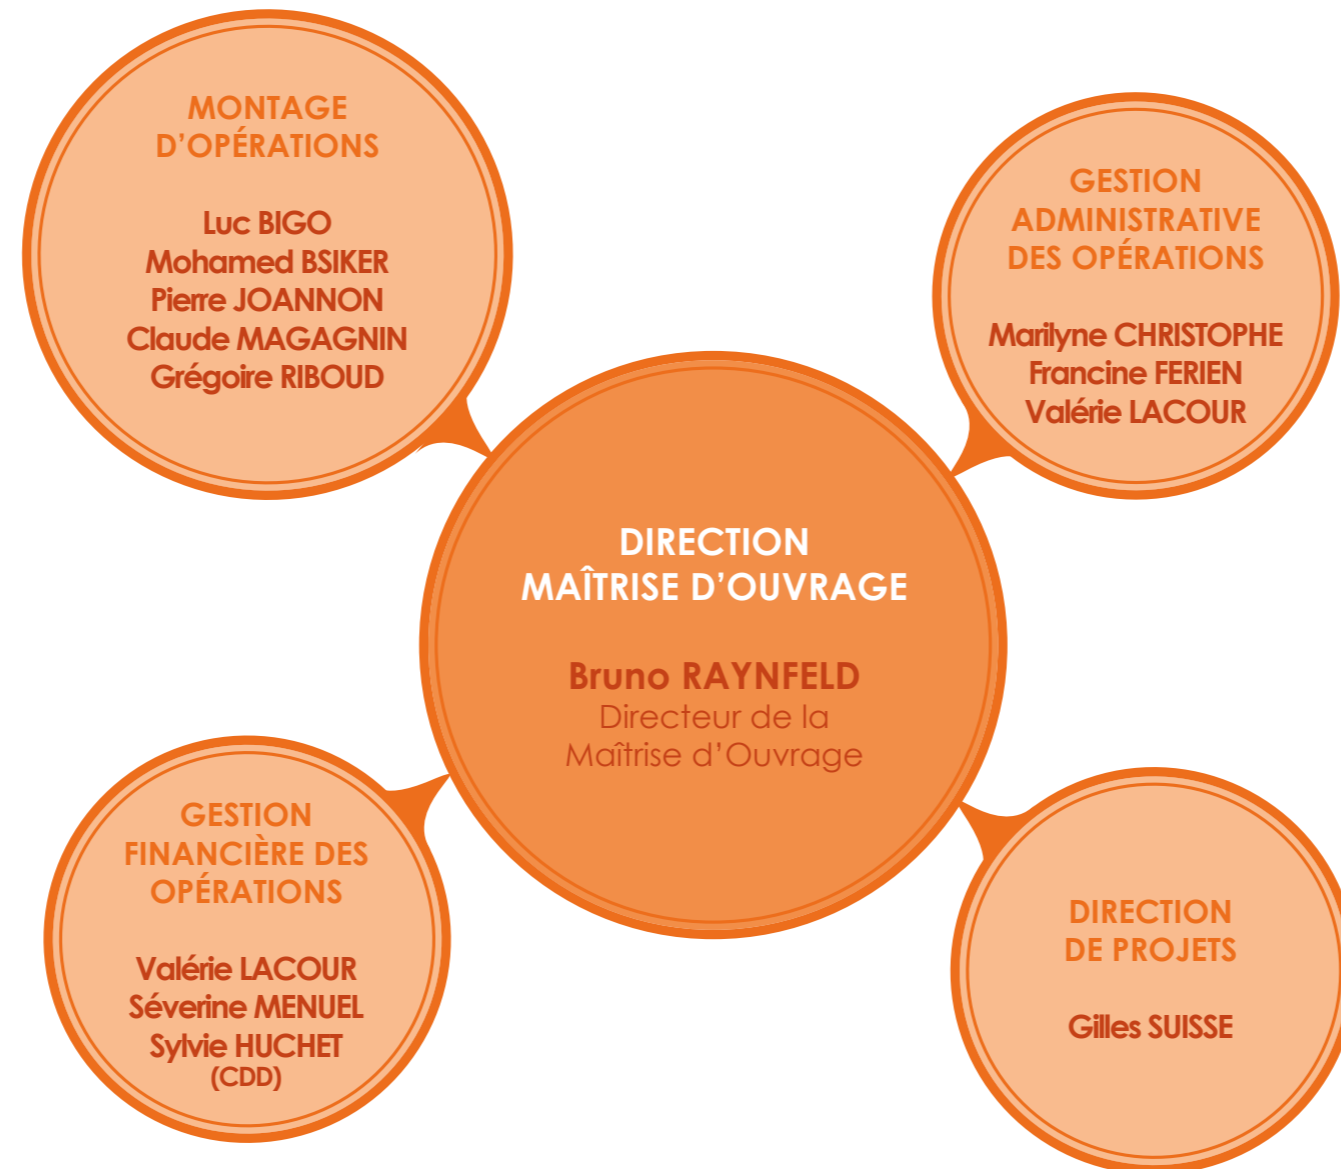 MONTAGE
D’OPÉRATIONS
Luc BIGO
Mohamed BSIKER
Pierre JOANNON
Claude MAGAGNIN
Grégoire RIBOUD
GESTION
ADMINISTRATIVE
DES OPÉRATIONS
Marilyne CHRISTOPHE
Francine FERIEN
Valérie LACOUR
DIRECTION
MAÎTRISE D’OUVRAGE
Bruno RAYNFELD
Directeur de la
Maîtrise d’Ouvrage
GESTION
FINANCIÈRE DES
OPÉRATIONS
Valérie LACOUR
Séverine MENUEL
Sylvie HUCHET
(CDD)
DIRECTION
DE PROJETS
Gilles SUISSE